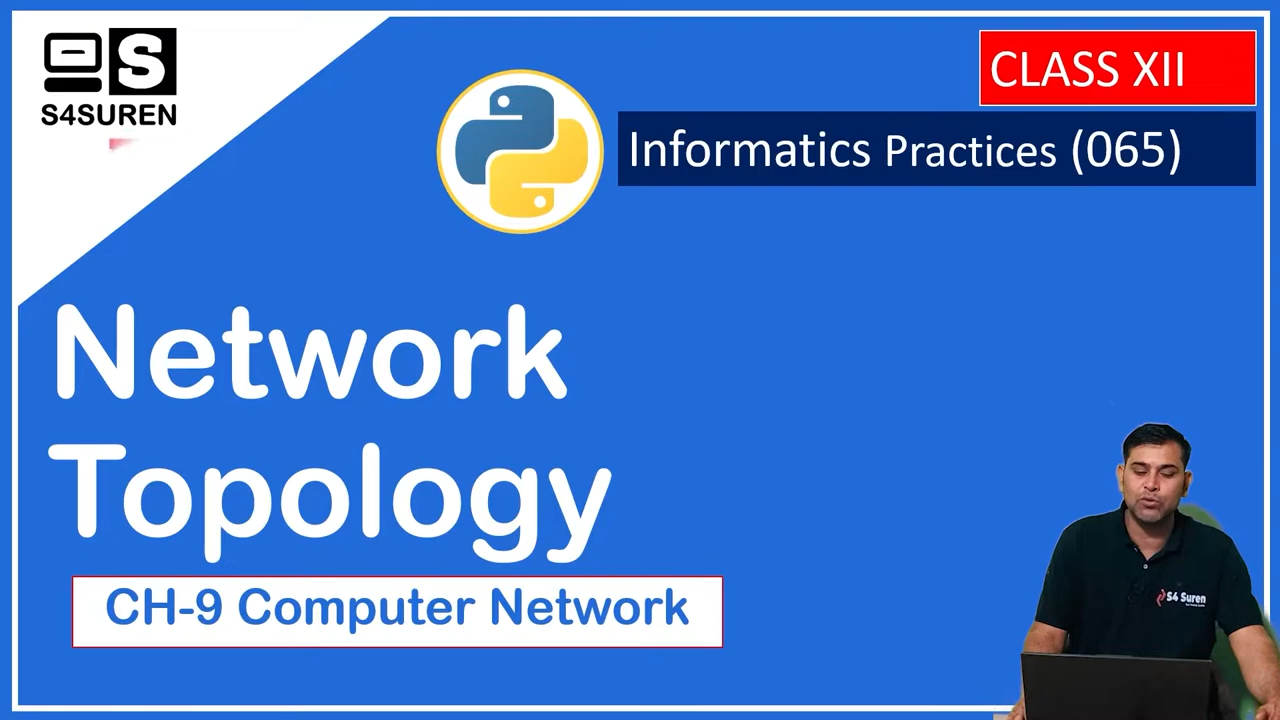 S
S4SUREN
CLASS XII
Informatics Practices (065)
Network
Topology
CH-9 Computer Network
S4 Suren